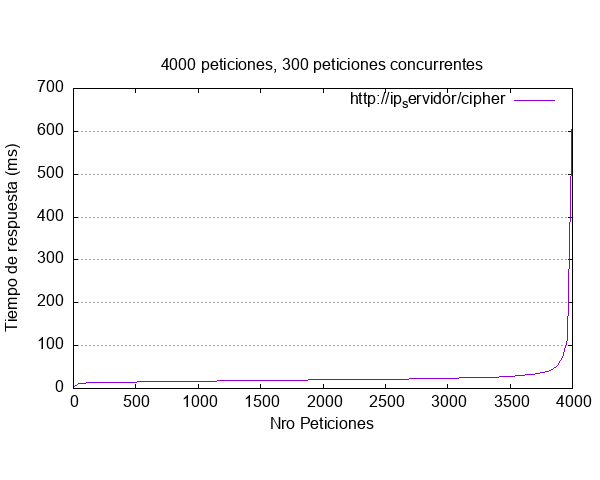 4000 peticiones, 300 peticiones concurrentes
700
600
500
400
300
200
100
0
http://ipservidor/cipher
Tiempo de respuesta (ms)
0 500 1000 1500 2000 2500 3000 3500 4000
Nro Peticiones